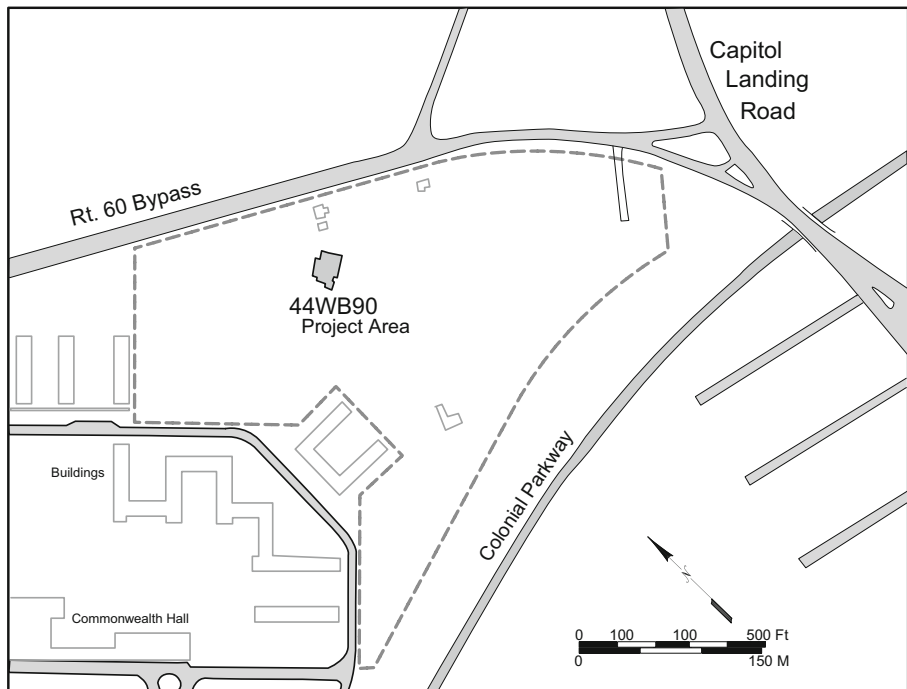 Capitol
Landing
Road
Rt. 60 Bypass
44WB90
Project Area
Buildings
Colonial Parkway
Commonwealth Hall
N
0 100 100 500 Ft
0 150 M